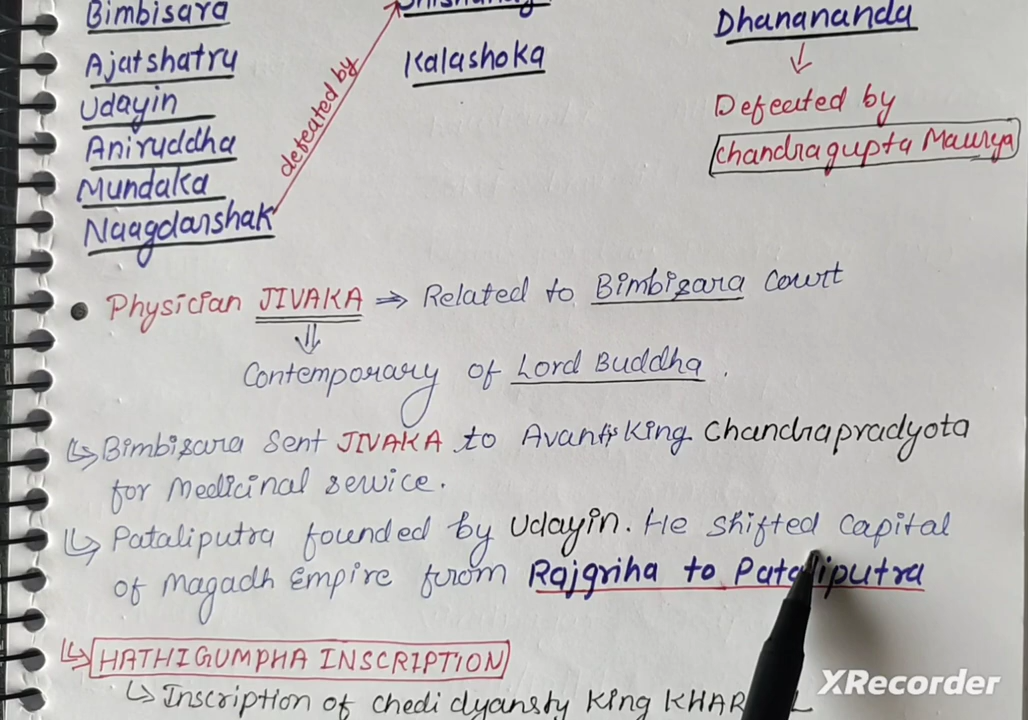 Bimbisara
Ajatshatru
Udayin
Aniruddha
Mundaka
Naagdarshak
defeated by
Kalashoka
Dhanananda
Defeated by
Chandragupta Maurya
Physician JIVAKA ⇒ Related to Bimbisara Court
Contemporary of Lord Buddha.
↳ Bimbisara Sent JIVAKA to Avanti King Chandrapradyota
for Medicinal service.
↳ Pataliputra founded by Udayin. He shifted Capital
of Magadh Empire from Rajgriha to Pataliputra
↳ HATHIGUMPHA INSCRIPTION
↳ Inscription of chedi dyansty King
XRecorder